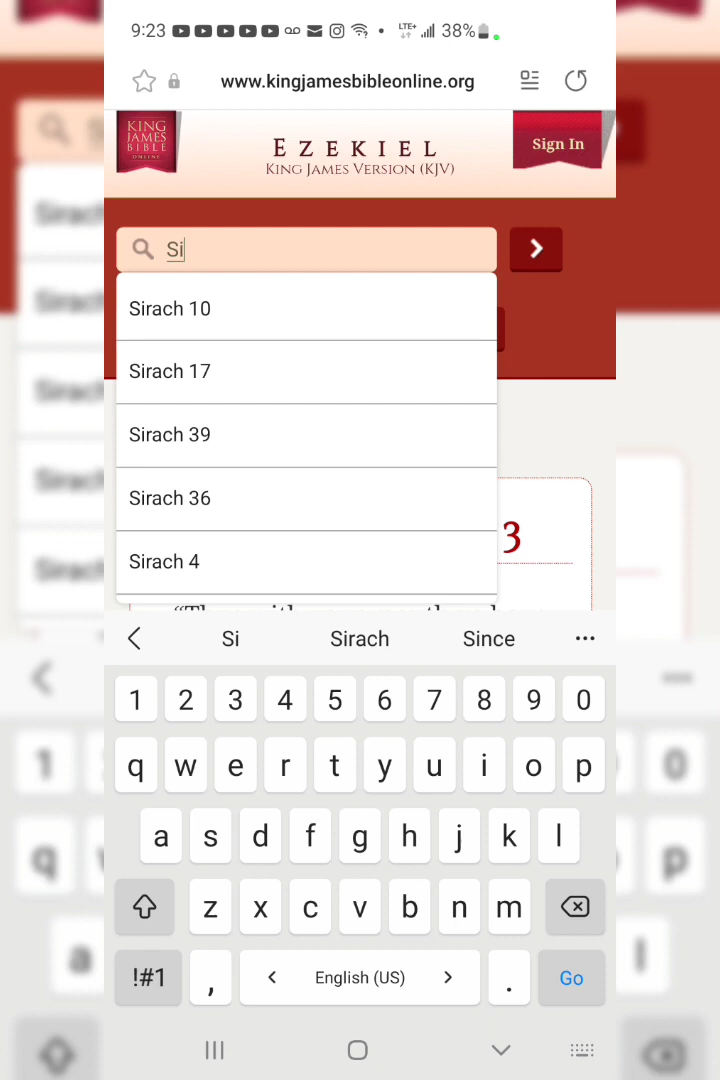 9:23 LTE+ 38%
www.kingjamesbibleonline.org
KING
JAMES
BIBLE
ONLINE
EZEKIEL
KING JAMES VERSION (KJV)
Sign In
Si
Sirach 10
Sirach 17
Sirach 39
Sirach 36
Sirach 4
3
Si Sirach Since
1 2 3 4 5 6 7 8 9 0
q w e r t y u i o p
a s d f g h j k l
z x c v b n m
!#1 , < English (US) > . Go